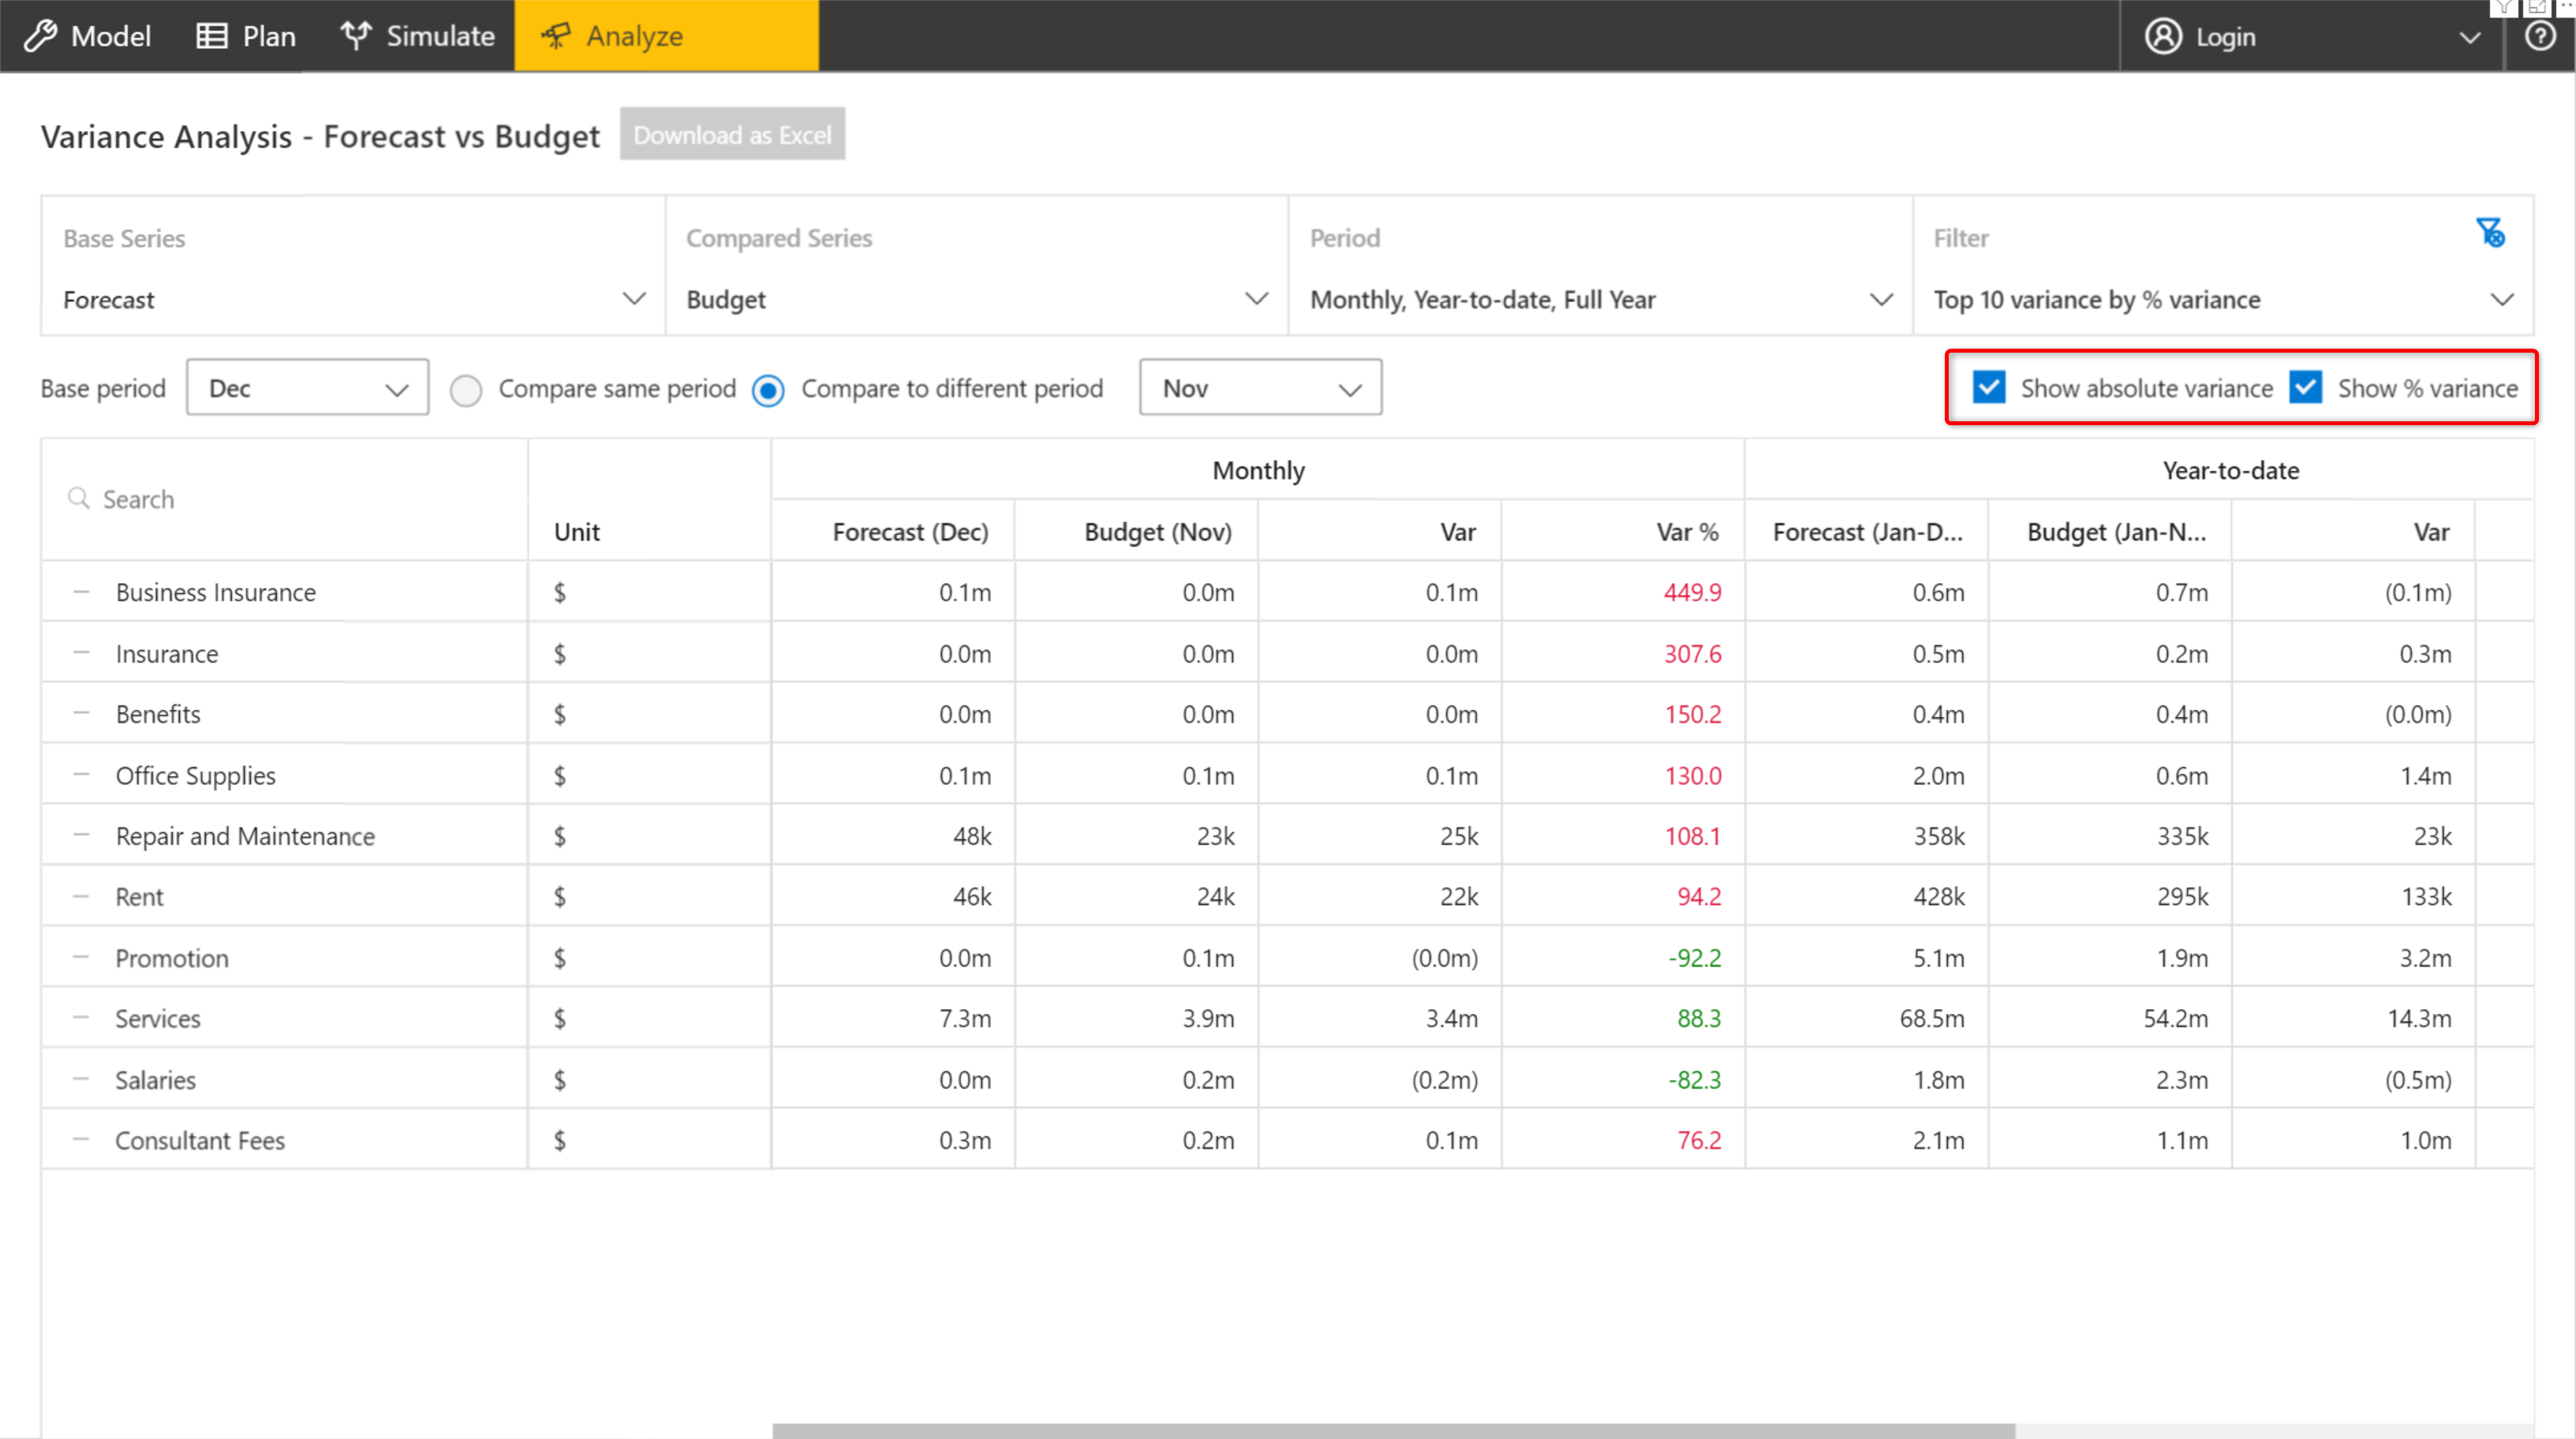 Model Plan Simulate Analyze Login
Variance Analysis - Forecast vs Budget Download as Excel
Base Series Compared Series Period Filter
Forecast Budget Monthly, Year-to-date, Full Year Top 10 variance by % variance
Base period Dec Compare same period Compare to different period Nov Show absolute variance Show % variance
Monthly Year-to-date
Search
Unit Forecast (Dec) Budget (Nov) Var Var % Forecast (Jan-D... Budget (Jan-N... Var
Business Insurance $ 0.1m 0.0m 0.1m 449.9 0.6m 0.7m (0.1m)
Insurance $ 0.0m 0.0m 0.0m 307.6 0.5m 0.2m 0.3m
Benefits $ 0.0m 0.0m 0.0m 150.2 0.4m 0.4m (0.0m)
Office Supplies $ 0.1m 0.1m 0.1m 130.0 2.0m 0.6m 1.4m
Repair and Maintenance $ 48k 23k 25k 108.1 358k 335k 23k
Rent $ 46k 24k 22k 94.2 428k 295k 133k
Promotion $ 0.0m 0.1m (0.0m) -92.2 5.1m 1.9m 3.2m
Services $ 7.3m 3.9m 3.4m 88.3 68.5m 54.2m 14.3m
Salaries $ 0.0m 0.2m (0.2m) -82.3 1.8m 2.3m (0.5m)
Consultant Fees $ 0.3m 0.2m 0.1m 76.2 2.1m 1.1m 1.0m